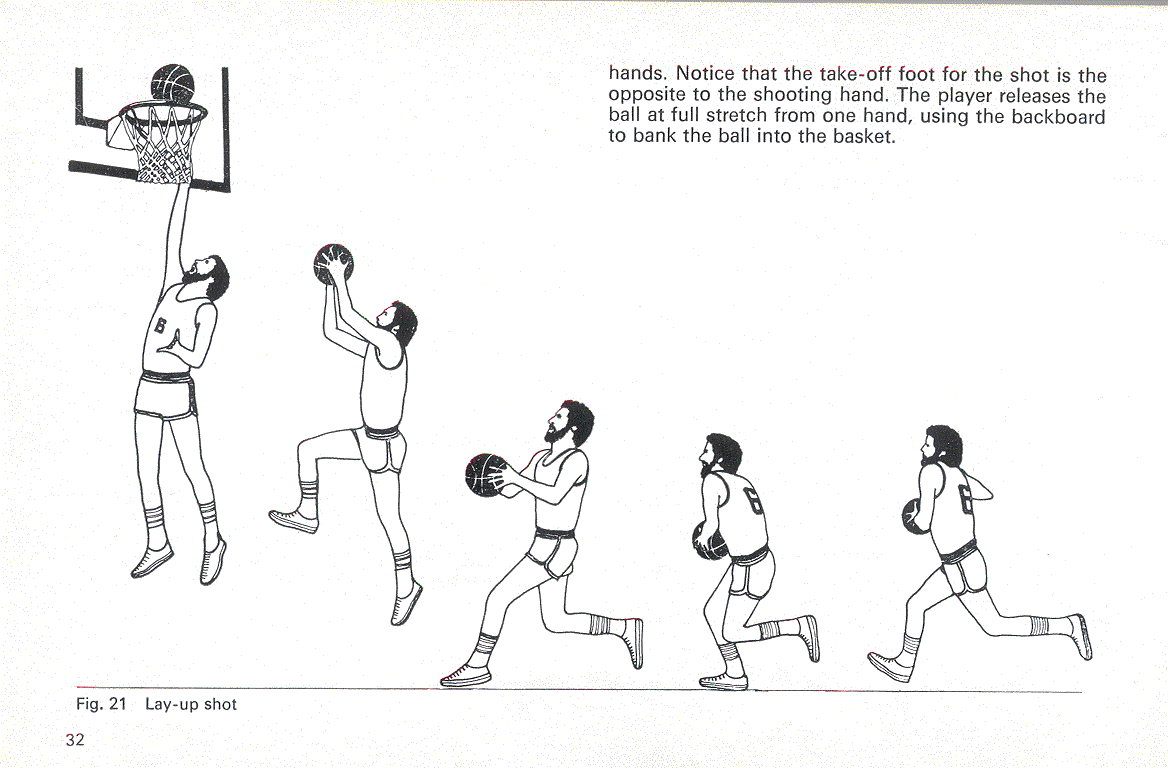 hands. Notice that the take-off foot for the shot is the
opposite to the shooting hand. The player releases the
ball at full stretch from one hand, using the backboard
to bank the ball into the basket.
6
6
6
Fig. 21 Lay-up shot
32